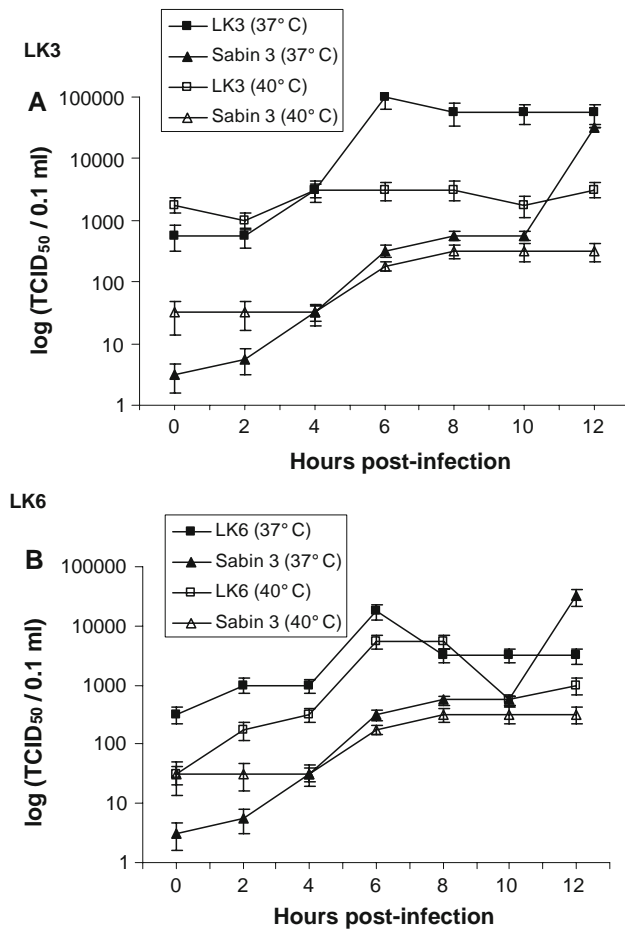 LK3
LK3 (37° C)
Sabin 3 (37° C)
LK3 (40° C)
Sabin 3 (40° C)
A
100000
10000
1000
100
10
1
log (TCID50 / 0.1 ml)
0 2 4 6 8 10 12
Hours post-infection
LK6
LK6 (37° C)
Sabin 3 (37° C)
LK6 (40° C)
Sabin 3 (40° C)
B
100000
10000
1000
100
10
1
log (TCID50 / 0.1 ml)
0 2 4 6 8 10 12
Hours post-infection